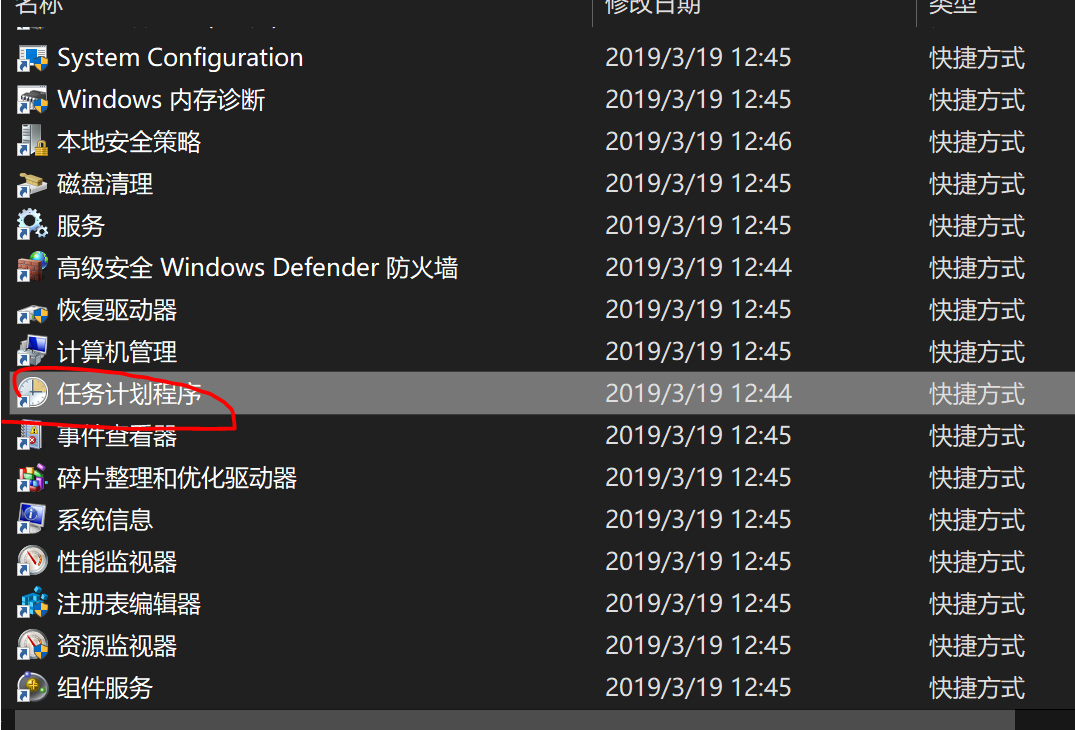 名称 修改日期 类型
System Configuration 2019/3/19 12:45 快捷方式
Windows 内存诊断 2019/3/19 12:45 快捷方式
本地安全策略 2019/3/19 12:46 快捷方式
磁盘清理 2019/3/19 12:45 快捷方式
服务 2019/3/19 12:45 快捷方式
高级安全 Windows Defender 防火墙 2019/3/19 12:44 快捷方式
恢复驱动器 2019/3/19 12:45 快捷方式
计算机管理 2019/3/19 12:45 快捷方式
任务计划程序 2019/3/19 12:44 快捷方式
事件查看器 2019/3/19 12:45 快捷方式
碎片整理和优化驱动器 2019/3/19 12:45 快捷方式
系统信息 2019/3/19 12:45 快捷方式
性能监视器 2019/3/19 12:45 快捷方式
注册表编辑器 2019/3/19 12:45 快捷方式
资源监视器 2019/3/19 12:45 快捷方式
组件服务 2019/3/19 12:45 快捷方式